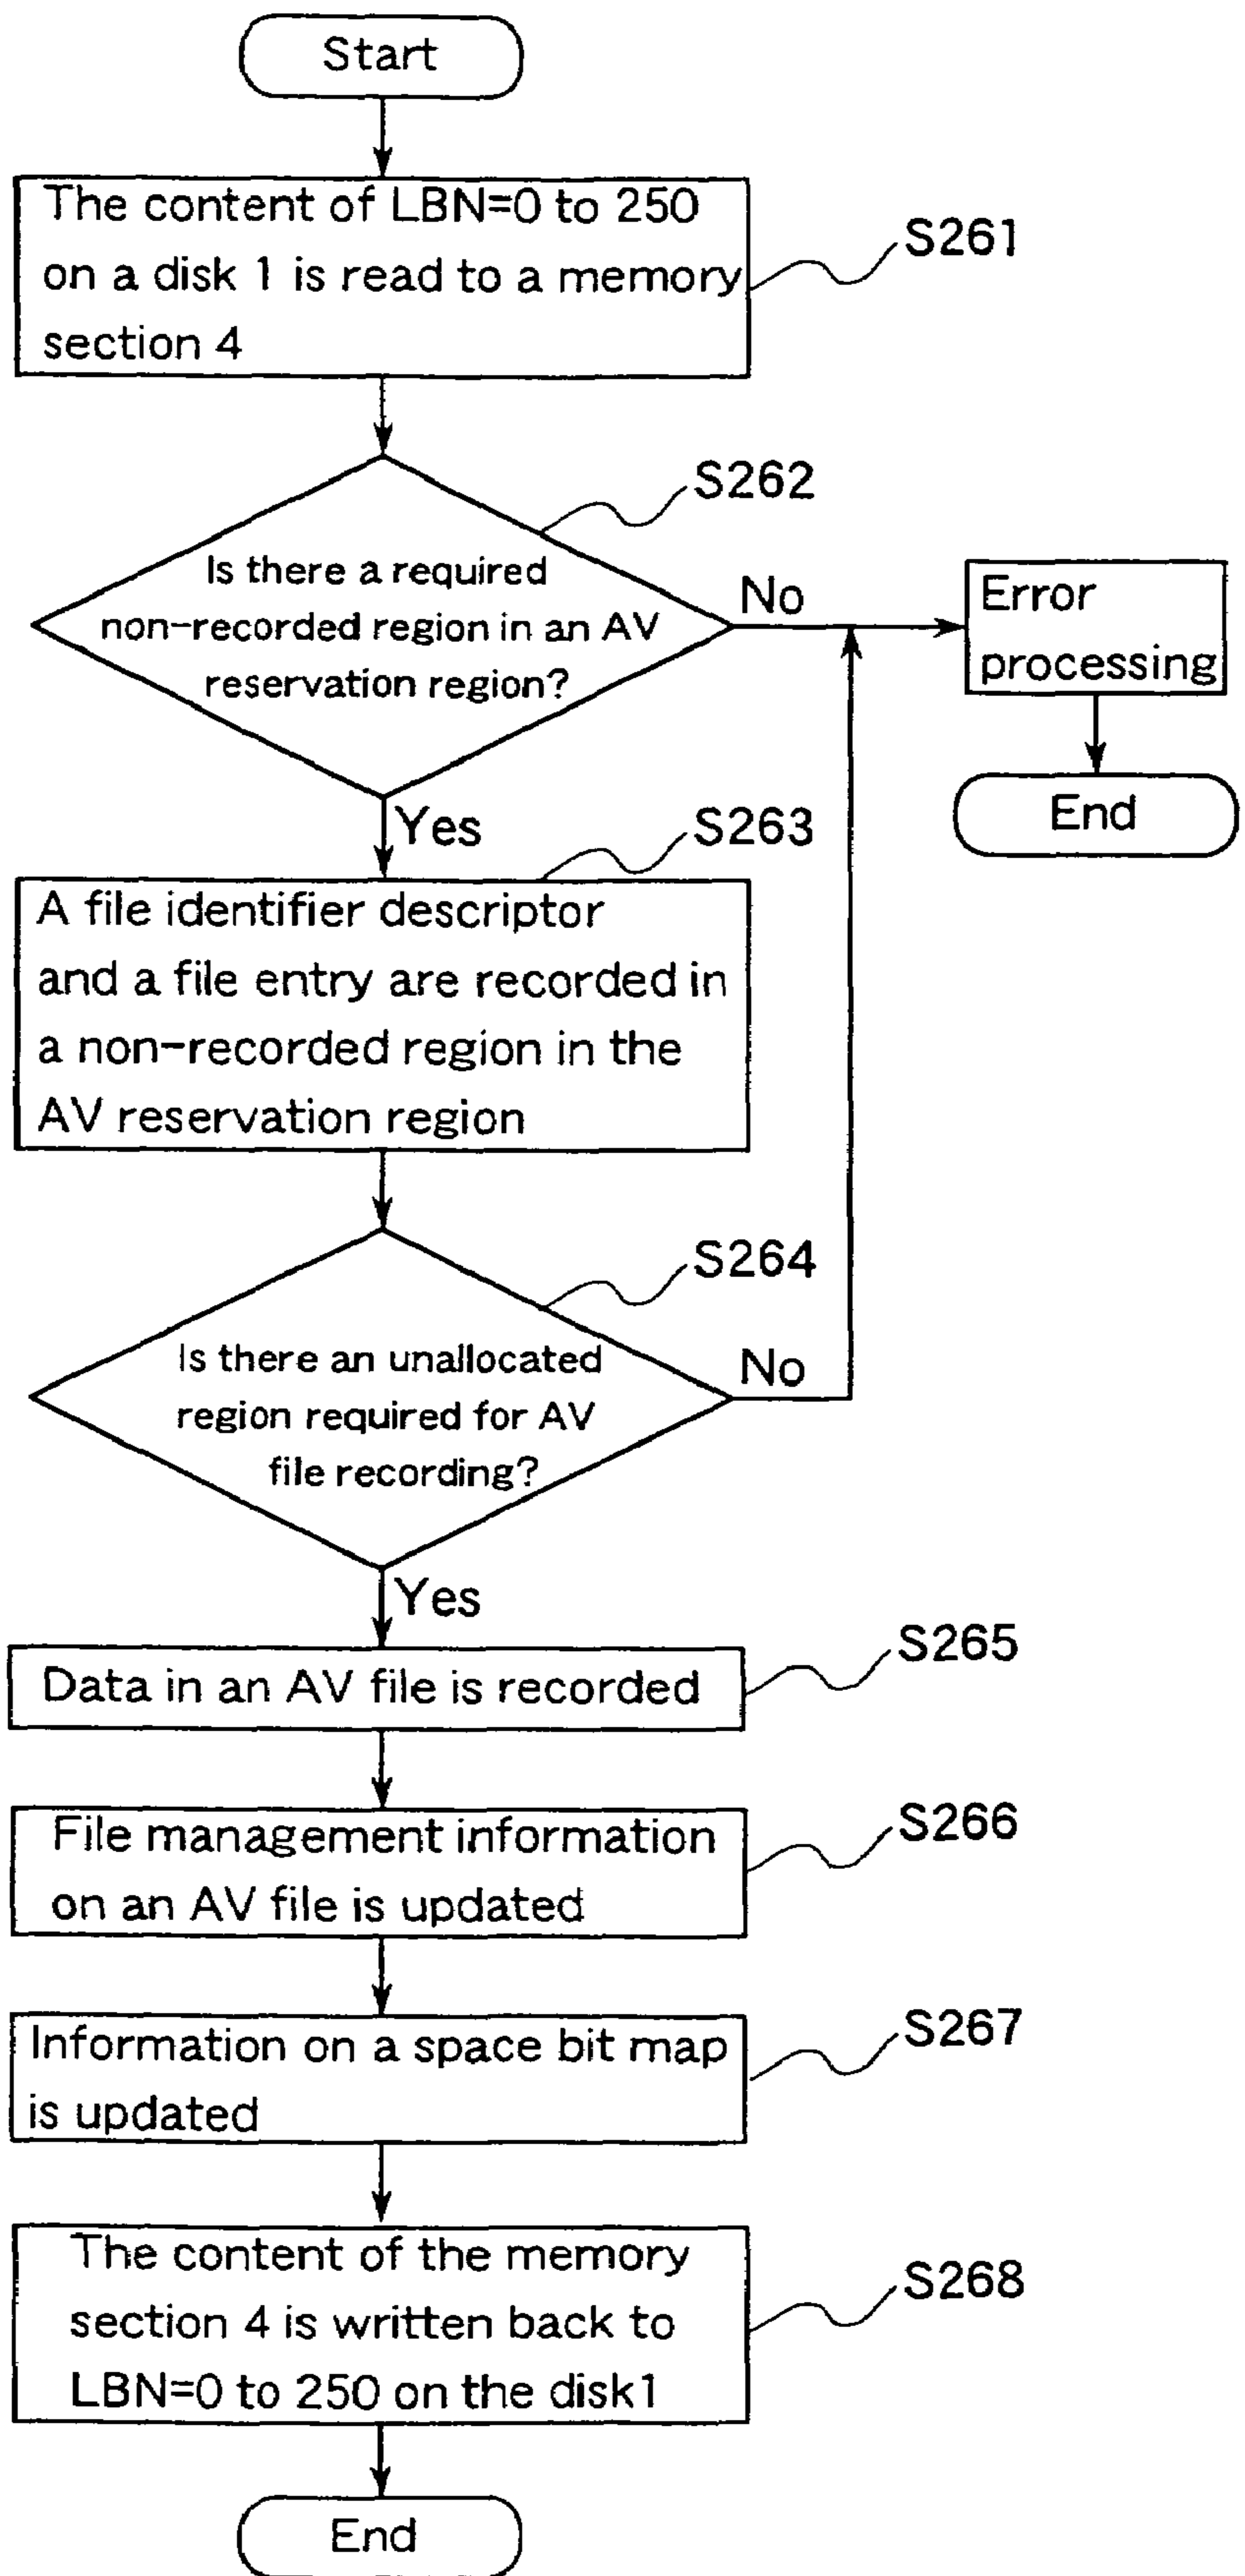 Start
The content of LBN=0 to 250
on a disk 1 is read to a memory
section 4
S261
S262
Is there a required
non-recorded region in an AV
reservation region?
No
Error
processing
End
Yes
S263
A file identifier descriptor
and a file entry are recorded in
a non-recorded region in the
AV reservation region
S264
Is there an unallocated
region required for AV
file recording?
No
Yes
S265
Data in an AV file is recorded
S266
File management information
on an AV file is updated
S267
Information on a space bit map
is updated
S268
The content of the memory
section 4 is written back to
LBN=0 to 250 on the disk1
End